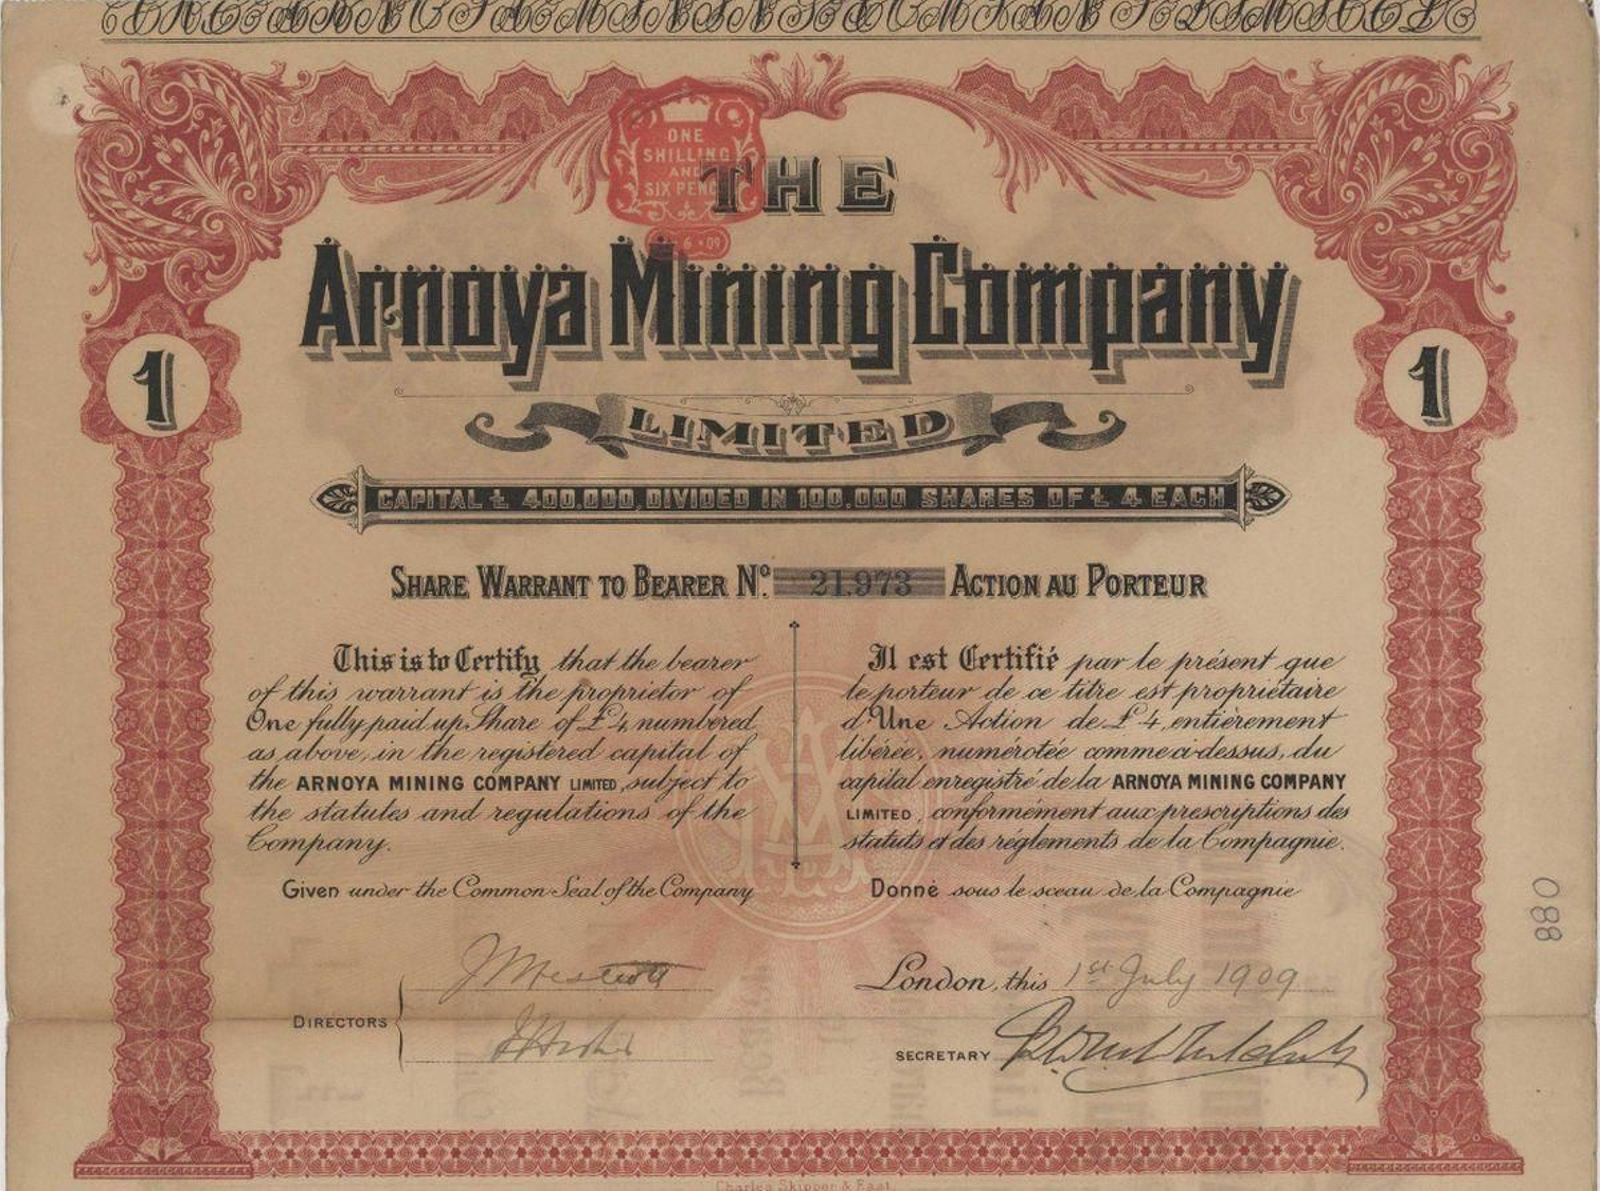 ONE
SHILLING
AND
SIX PENCE
6·09
THE
Arnoya Mining Company
LIMITED
1
1
CAPITAL £ 400.000, DIVIDED IN 100.000 SHARES OF £ 4 EACH
SHARE WARRANT TO BEARER Nº 21.973 ACTION AU PORTEUR
This is to Certify that the bearer
of this warrant is the proprietor of
One fully paid up Share of £ 4, numbered
as above, in the registered capital of
the ARNOYA MINING COMPANY LIMITED, subject to
the statutes and regulations of the
Company.
Given under the Common Seal of the Company
Il est Certifié par le présent que
le porteur de ce titre est propriétaire
d'Une Action de £ 4, entièrement
libérée, numérotée comme ci-dessus, du
capital enregistré de la ARNOYA MINING COMPANY
LIMITED, conformément aux prescriptions des
statuts et des réglements de la Compagnie.
Donné sous le sceau de la Compagnie
DIRECTORS
London, this 1st July 1909
SECRETARY
088
Charles Skipper & East